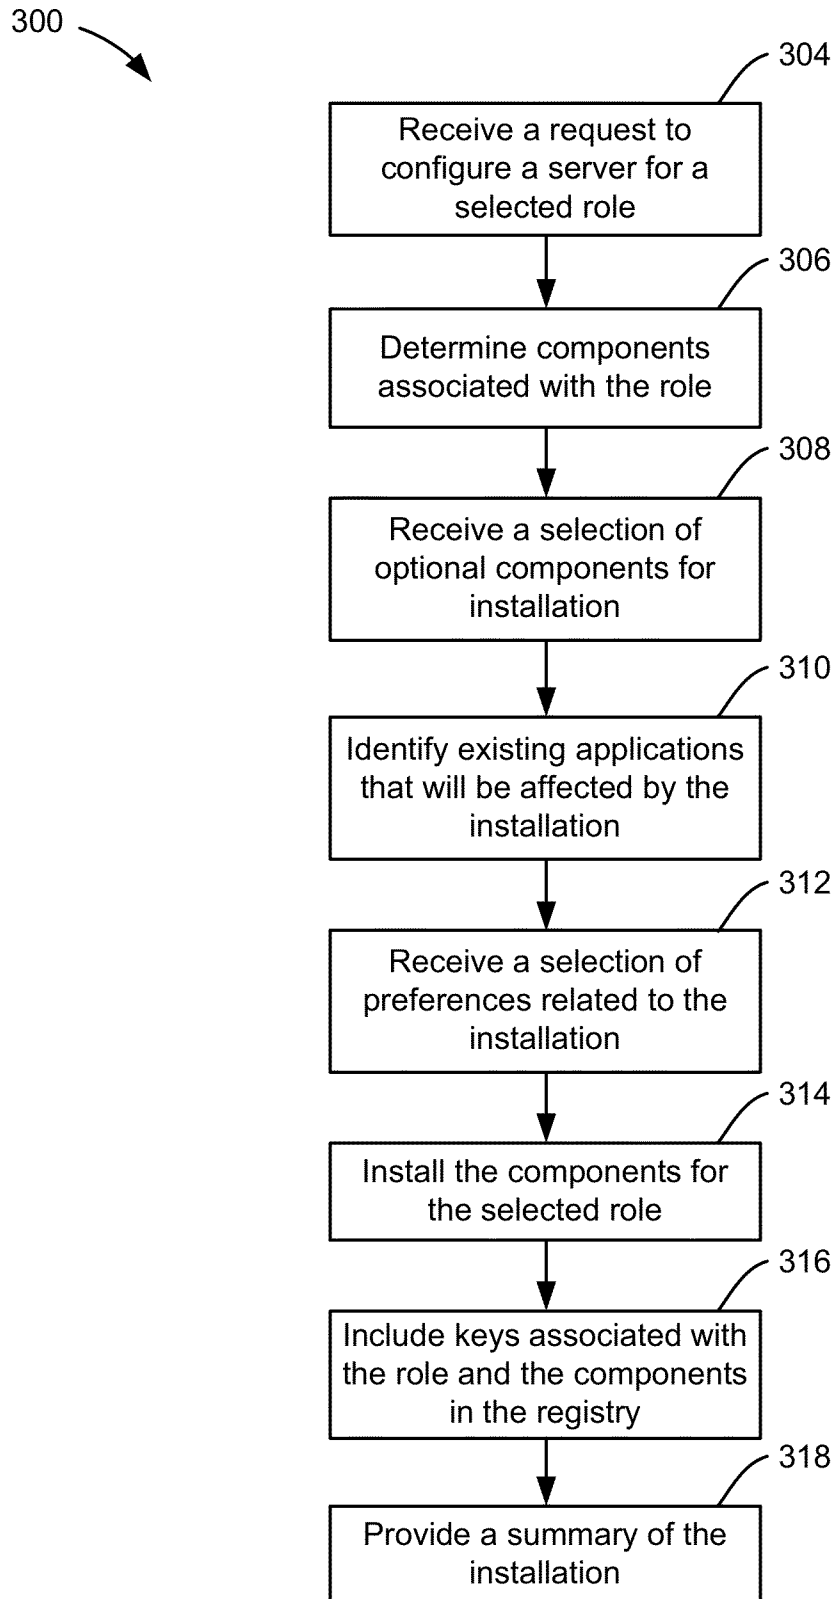 300
304
Receive a request to
configure a server for a
selected role
306
Determine components
associated with the role
308
Receive a selection of
optional components for
installation
310
Identify existing applications
that will be affected by the
installation
312
Receive a selection of
preferences related to the
installation
314
Install the components for
the selected role
316
Include keys associated with
the role and the components
in the registry
318
Provide a summary of the
installation